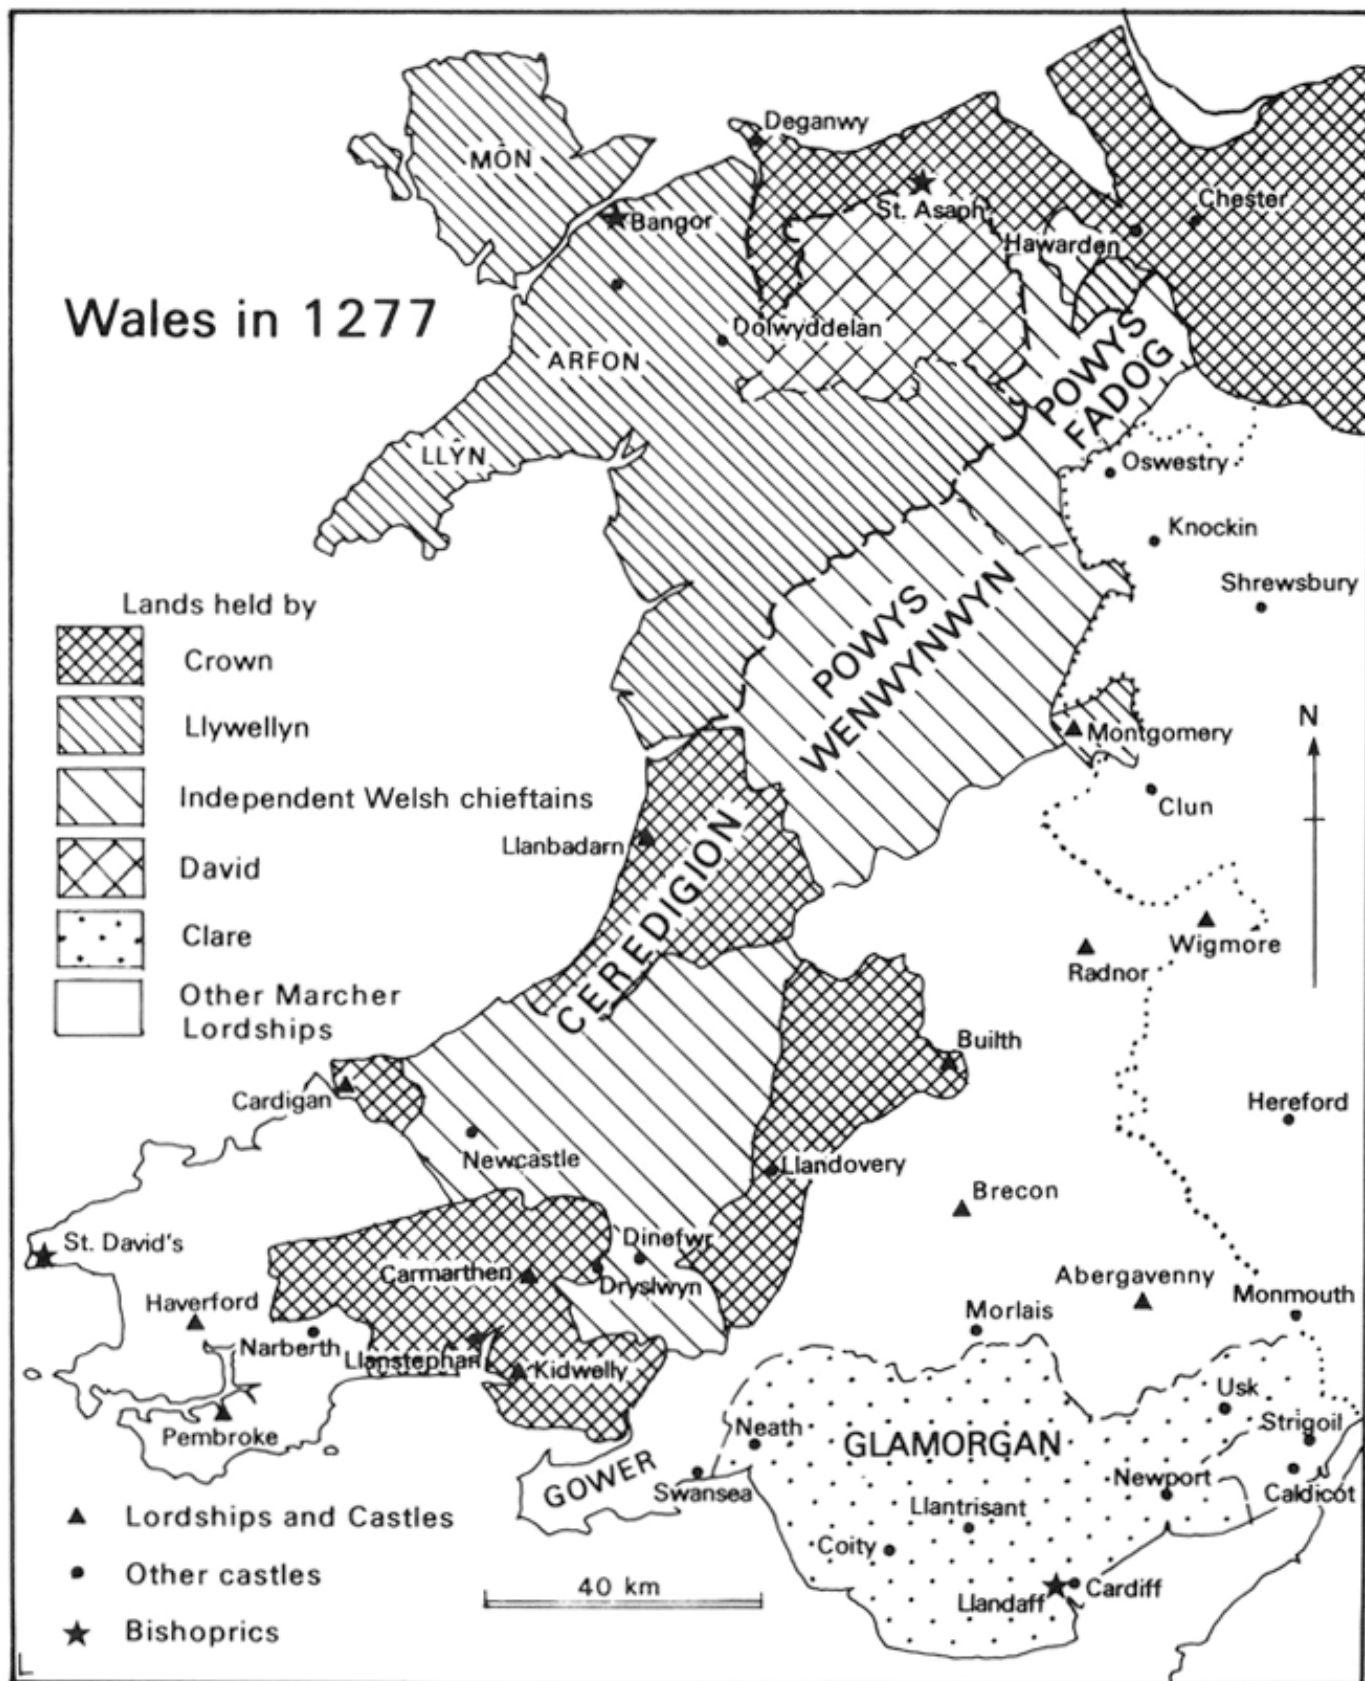 Deganwy
MÔN
St. Asaph
Chester
Bangor
Hawarden
Wales in 1277
Dolwyddelan
ARFON
POWYS
FADOG
LLŶN
Oswestry
Knockin
Shrewsbury
Lands held by
Crown
Llywellyn
Independent Welsh chieftains
David
Clare
Other Marcher
Lordships
POWYS
WENWYNWYN
N
Montgomery
Clun
Llanbadarn
CEREDIGION
Wigmore
Radnor
Builth
Cardigan
Hereford
Newcastle
Llandovery
Brecon
St. David's
Dinefwr
Carmarthen
Dryslwyn
Abergavenny
Haverford
Monmouth
Morlais
Narberth
Llanstephan
Kidwelly
Usk
Pembroke
Neath
GLAMORGAN
Strigoil
GOWER
Swansea
Newport
Caldicot
Llantrisant
Coity
Llandaff
Cardiff
Lordships and Castles
Other castles
Bishoprics
40 km